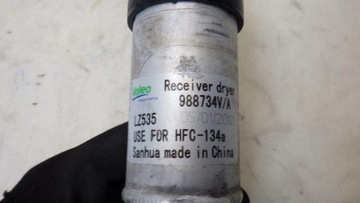 Valeo
Receiver dryer
988734V/A
LZ535
USE FOR HFC-134a
Sanhua made in China